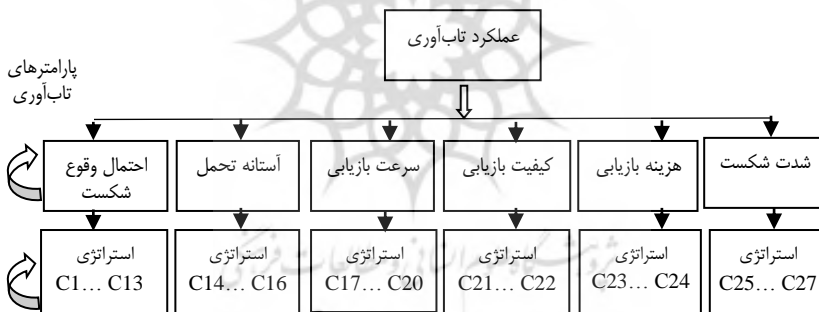 عملکرد تاب‌آوری
پارامترهای
تاب‌آوری
شدت شکست
هزینه بازیابی
کیفیت بازیابی
سرعت بازیابی
آستانه تحمل
احتمال وقوع
شکست
استراتژی
C25… C27
استراتژی
C23… C24
استراتژی
C21… C22
استراتژی
C17… C20
استراتژی
C14… C16
استراتژی
C1… C13